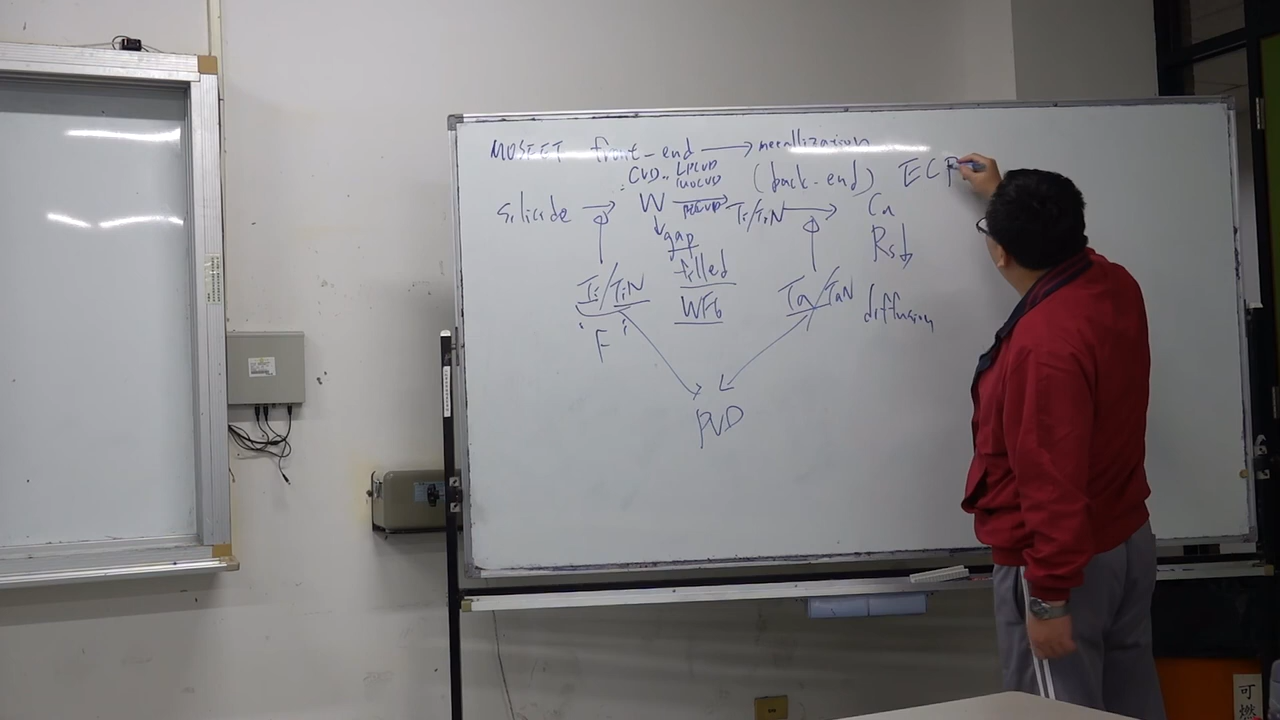 MOSFET front-end → metallization
CVD.. LPCVD
MOCVD
PECVD
(back-end) ECP
Silicide → W → Ti/TiN → Cu
gap
filled
WF6
Rs↓
Ti/TiN
'F'
Ta/TaN
diffusion
PVD
可燃